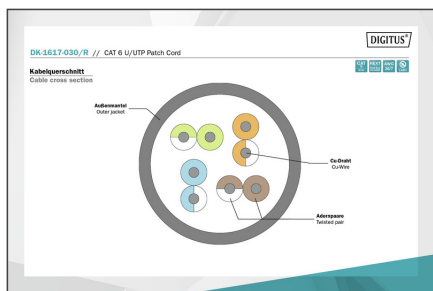 DIGITUS®
DK-1617-030/R // CAT 6 U/UTP Patch Cord
Kabelquerschnitt
Cable cross section
Außenmantel
Outer jacket
Cu-Draht
Cu-Wire
Adernpaare
Twisted pair